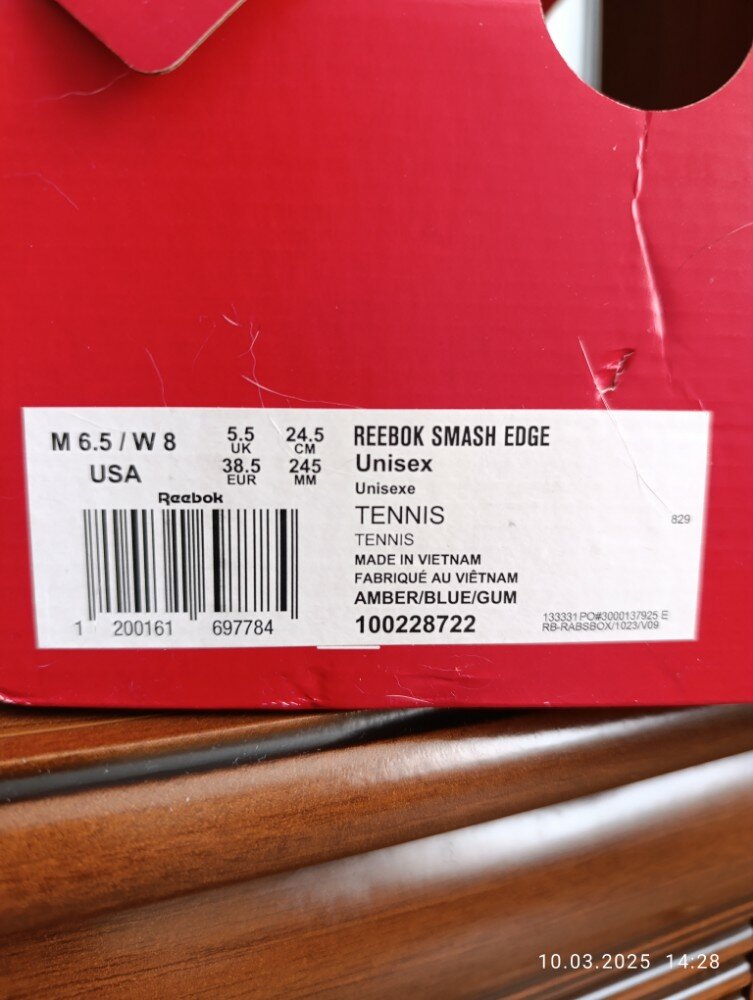 M 6.5 / W 8
USA
5.5
UK
38.5
EUR
24.5
CM
245
MM
Reebok
1 200161 697784
REEBOK SMASH EDGE
Unisex
Unisexe
TENNIS
TENNIS
MADE IN VIETNAM
FABRIQUÉ AU VIÊTNAM
AMBER/BLUE/GUM
100228722
829
133331 PO#3000137925 E
RB-RABSBOX/1023/V09
10.03.2025 14:28